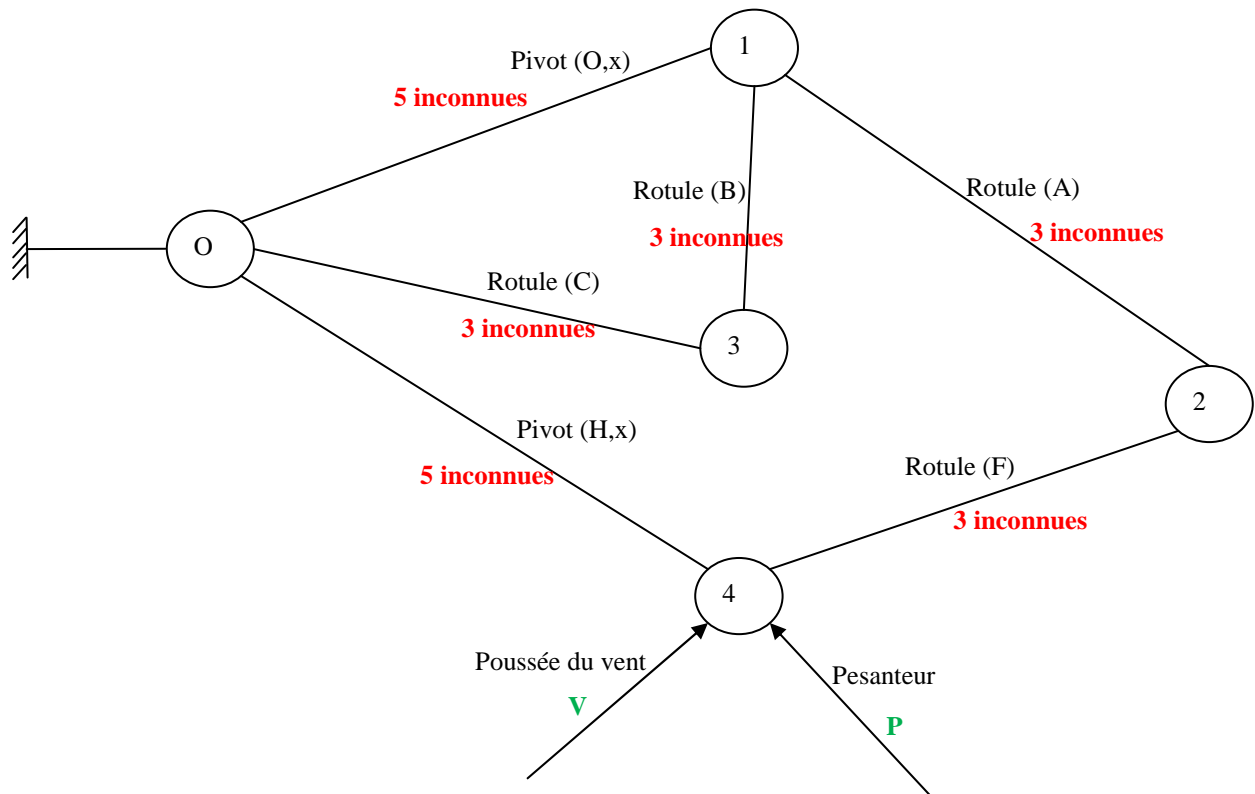 1
Pivot (O,x)
5 inconnues
Rotule (B)
3 inconnues
Rotule (A)
3 inconnues
O
Rotule (C)
3 inconnues
3
2
Pivot (H,x)
5 inconnues
Rotule (F)
3 inconnues
4
Poussée du vent
V
Pesanteur
P